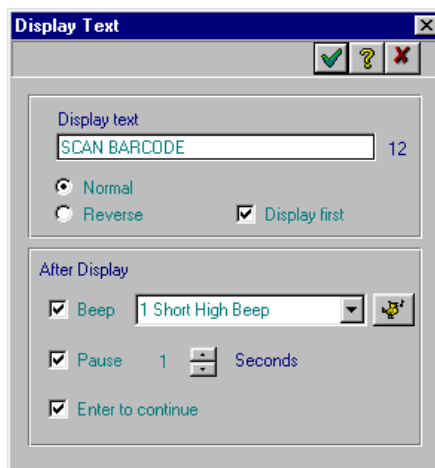 Display Text
Display text
SCAN BARCODE 12
Normal
Reverse Display first
After Display
Beep 1 Short High Beep
Pause 1 Seconds
Enter to continue